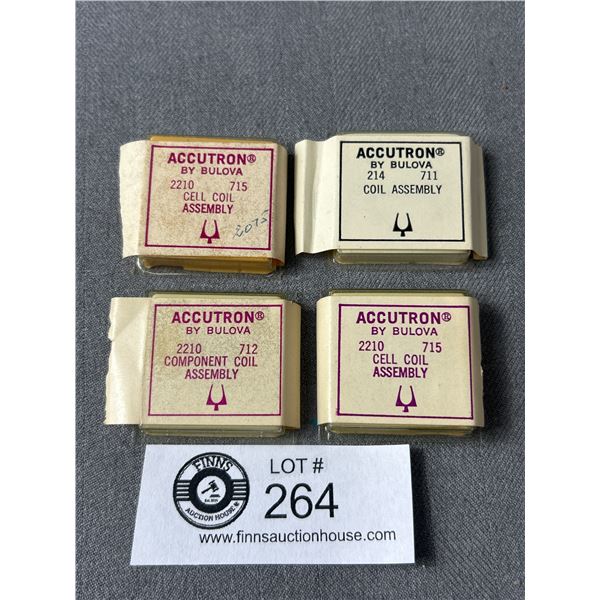 ACCUTRON®
BY BULOVA
2210 715
CELL COIL
ASSEMBLY
ACCUTRON®
BY BULOVA
214 711
COIL ASSEMBLY
ACCUTRON®
BY BULOVA
2210 712
COMPONENT COIL
ASSEMBLY
ACCUTRON®
BY BULOVA
2210 715
CELL COIL
ASSEMBLY
FINNS
AUCTION HOUSE
LOT #
264
www.finnsauctionhouse.com